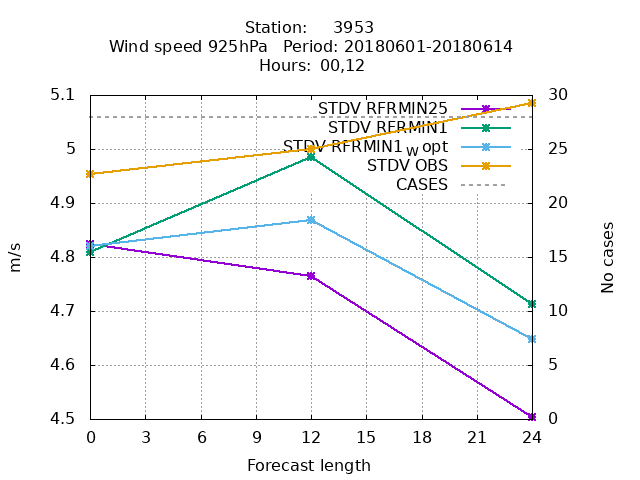 Station: 3953
Wind speed 925hPa Period: 20180601-20180614
Hours: 00,12
5.1
5
4.9
4.8
4.7
4.6
4.5
m/s
STDV RFRMIN25
STDV RFRMIN1
STDV RFRMIN1 w opt
STDV OBS
CASES
30
25
20
15
10
5
0
No cases
0 3 6 9 12 15 18 21 24
Forecast length